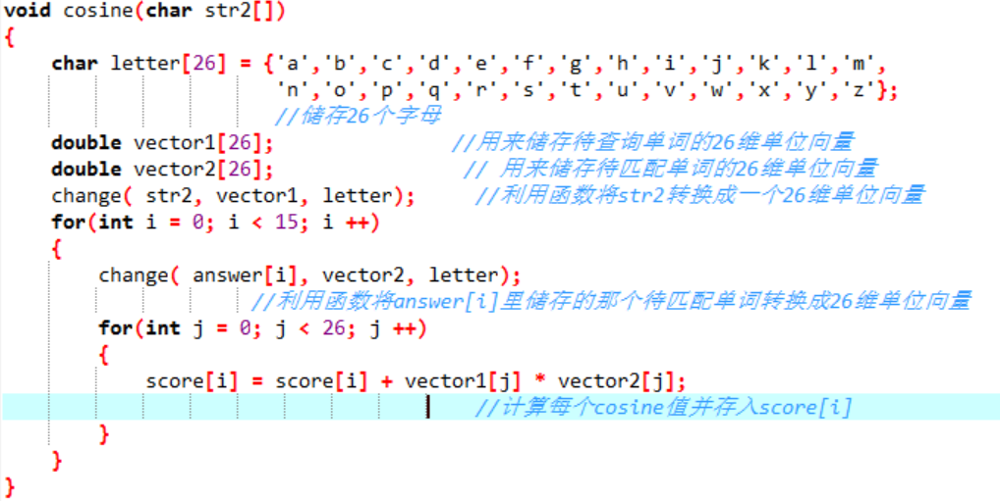 void cosine(char str2[])
{
    char letter[26] = {'a','b','c','d','e','f','g','h','i','j','k','l','m',
                       'n','o','p','q','r','s','t','u','v','w','x','y','z'};
                       //储存26个字母
    double vector1[26];               //用来储存待查询单词的26维单位向量
    double vector2[26];                // 用来储存待匹配单词的26维单位向量
    change( str2, vector1, letter);     //利用函数将str2转换成一个26维单位向量
    for(int i = 0; i < 15; i ++)
    {
        change( answer[i], vector2, letter);
                     //利用函数将answer[i]里储存的那个待匹配单词转换成26维单位向量
        for(int j = 0; j < 26; j ++)
        {
            score[i] = score[i] + vector1[j] * vector2[j];
                                        //计算每个cosine值并存入score[i]
        }
    }
}